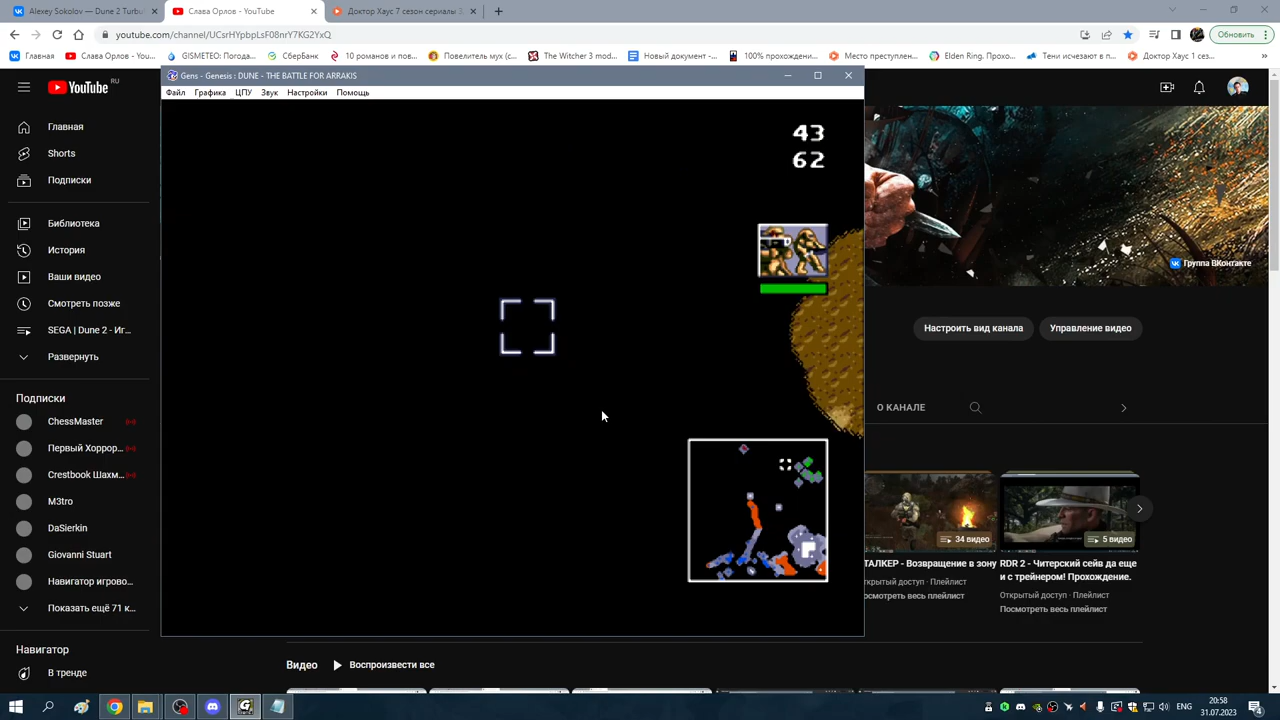 Alexey Sokolov — Dune 2 Turbul
Слава Орлов - YouTube
Доктор Хаус 7 сезон сериалы 3
youtube.com/channel/UCsrHYpbpLsF08nrY7KG2YxQ
Обновить
Главная
Слава Орлов - You...
GISMETEO: Погода...
СберБанк
10 романов и пов...
Повелитель мух (с...
The Witcher 3 mod...
Новый документ -...
100% прохождени...
Место преступлен...
Elden Ring. Прохо...
Тени исчезают в п...
Доктор Хаус 1 сез...
»
Gens - Genesis : DUNE - THE BATTLE FOR ARRAKIS
Файл Графика ЦПУ Звук Настройки Помощь
YouTube RU
Главная
Shorts
Подписки
Библиотека
История
Ваши видео
Смотреть позже
SEGA | Dune 2 - Иг...
Развернуть
Подписки
ChessMaster
Первый Хоррор...
Crestbook Шахм...
M3tro
DaSierkin
Giovanni Stuart
Навигатор игрово...
Показать ещё 71 к...
Навигатор
В тренде
43
62
Группа ВКонтакте
Настроить вид канала
Управление видео
О КАНАЛЕ
34 видео
5 видео
ТАЛКЕР - Возвращение в зону
открытый доступ · Плейлист
осмотреть весь плейлист
RDR 2 - Читерский сейв да еще
и с трейнером! Прохождение.
Открытый доступ · Плейлист
Посмотреть весь плейлист
Видео
Воспроизвести все
ENG
20:58
31.07.2023
4